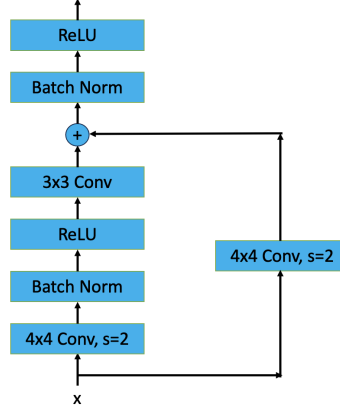 ReLU
Batch Norm
+
3x3 Conv
ReLU
4x4 Conv, s=2
Batch Norm
4x4 Conv, s=2
x